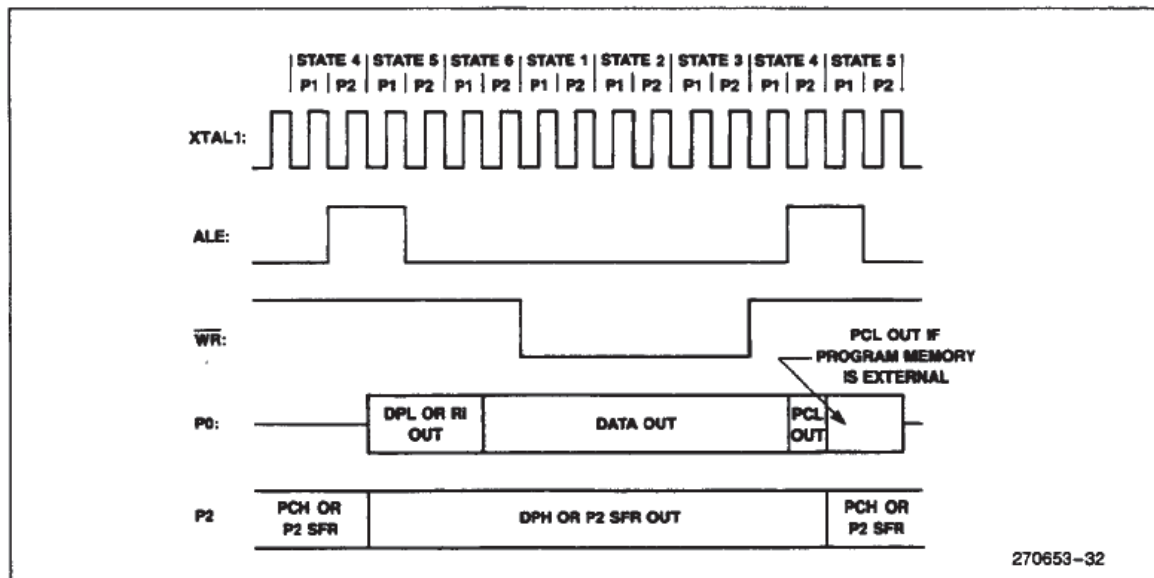 |STATE 4|STATE 5|STATE 6|STATE 1|STATE 2|STATE 3|STATE 4|STATE 5|
|P1|P2|P1|P2|P1|P2|P1|P2|P1|P2|P1|P2|P1|P2|P1|P2|
XTAL1:
ALE:
WR:
PCL OUT IF
PROGRAM MEMORY
IS EXTERNAL
P0:
DPL OR RI
OUT
DATA OUT
PCL
OUT
P2
PCH OR
P2 SFR
DPH OR P2 SFR OUT
PCH OR
P2 SFR
270653–32